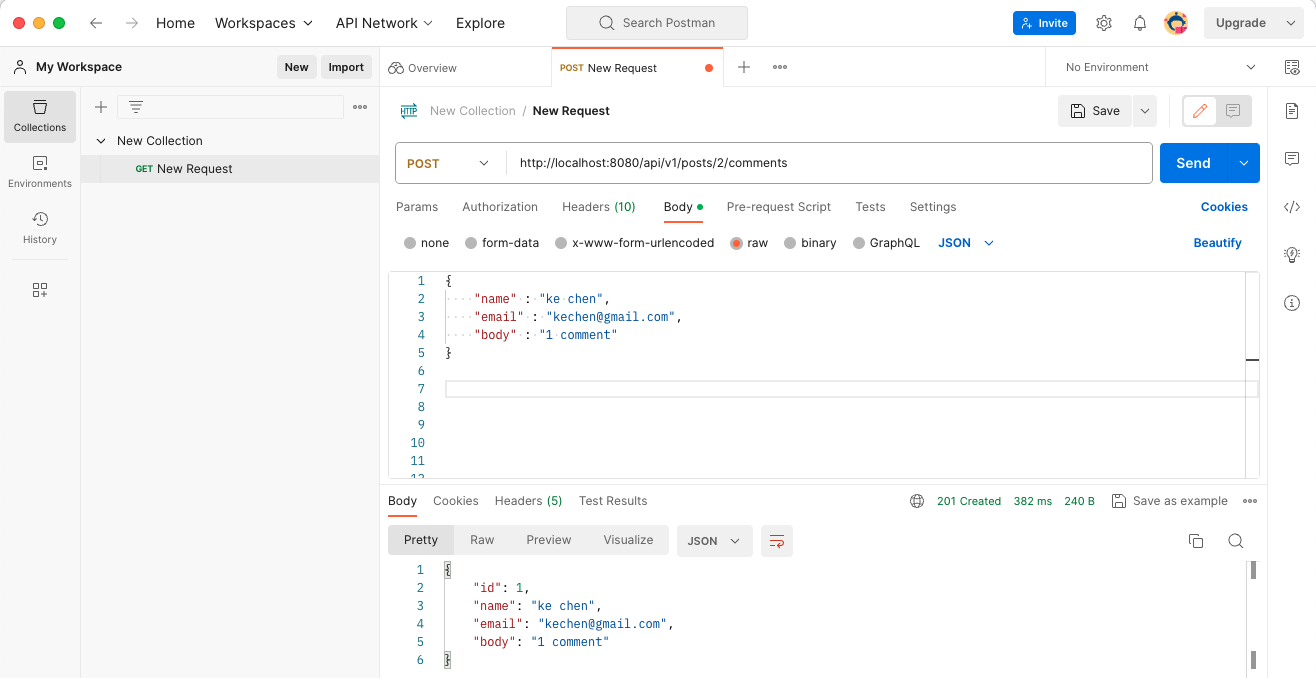 Home Workspaces API Network Explore Search Postman Invite Upgrade
My Workspace New Import Overview POST New Request No Environment
Collections
Environments
History
New Collection
GET New Request
HTTP New Collection / New Request Save
POST http://localhost:8080/api/v1/posts/2/comments Send
Params Authorization Headers (10) Body Pre-request Script Tests Settings Cookies
none form-data x-www-form-urlencoded raw binary GraphQL JSON Beautify
1 {
2 ····"name"·:·"ke·chen",
3 ····"email"·:·"kechen@gmail.com",
4 ····"body"·:·"1·comment"
5 }
6
7
8
9
10
11
12
Body Cookies Headers (5) Test Results 201 Created 382 ms 240 B Save as example
Pretty Raw Preview Visualize JSON
1 {
2 "id": 1,
3 "name": "ke chen",
4 "email": "kechen@gmail.com",
5 "body": "1 comment"
6 }